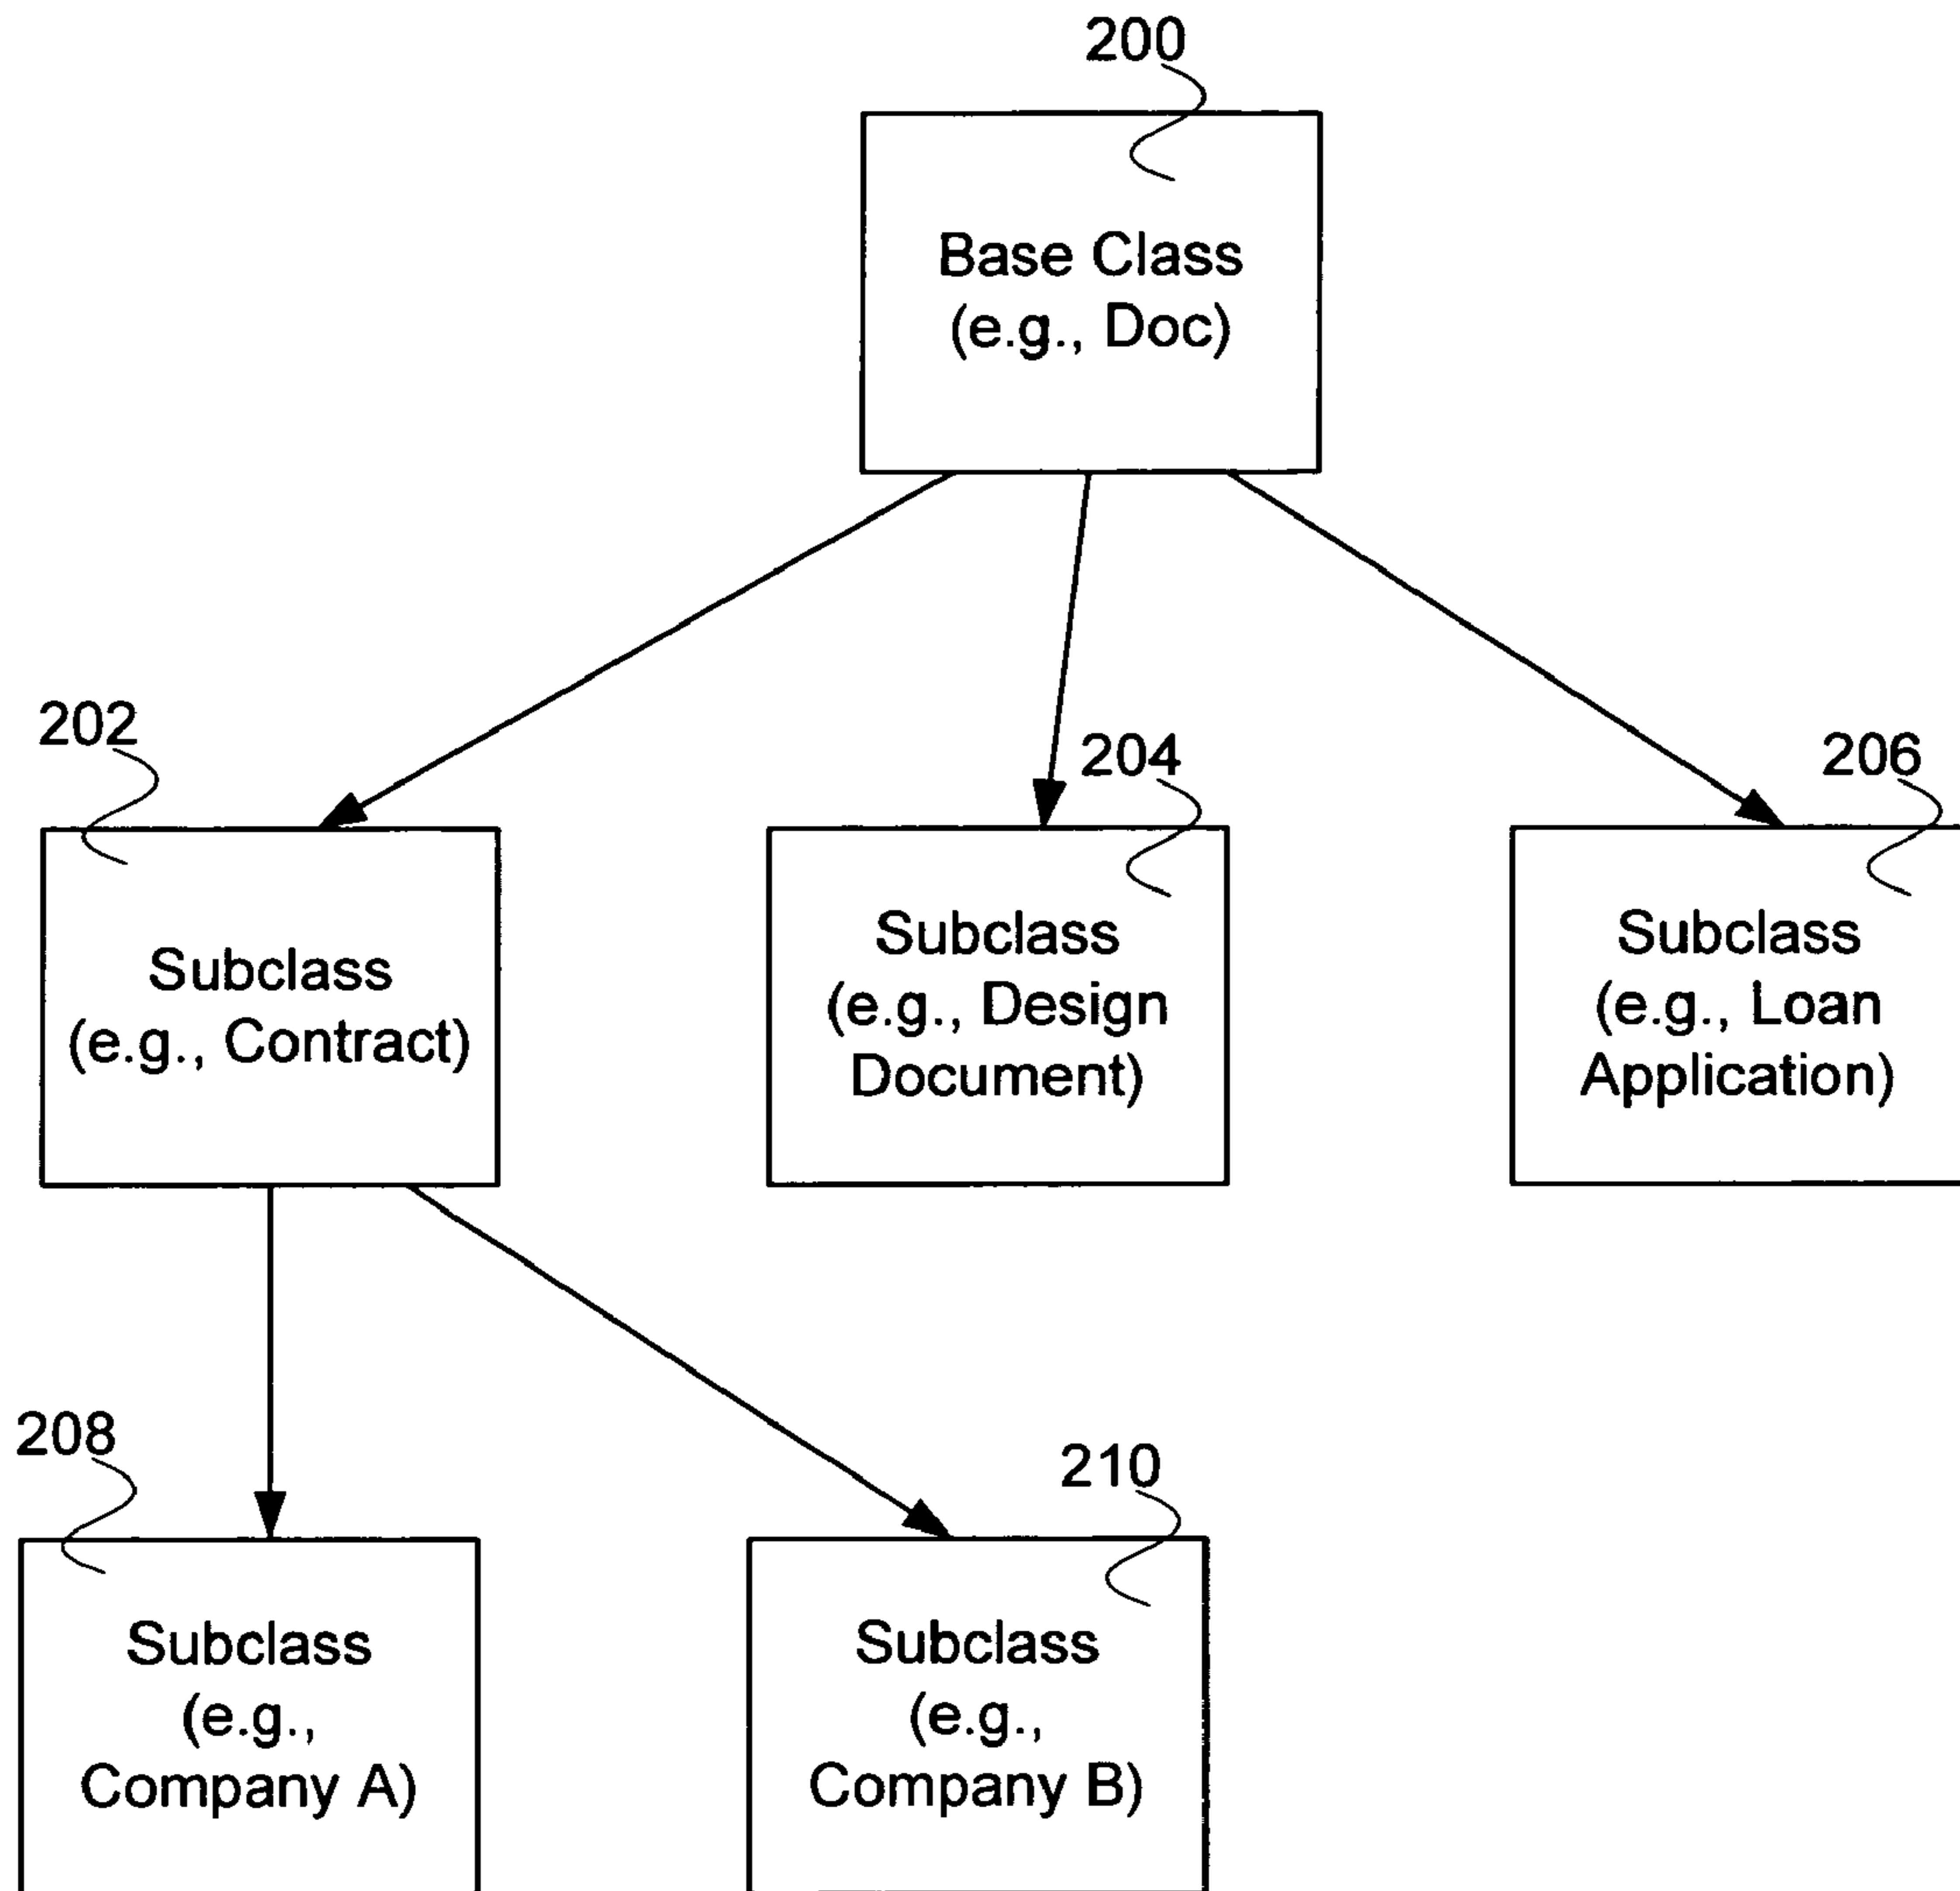 200
Base Class
(e.g., Doc)
202
204
206
Subclass
(e.g., Contract)
Subclass
(e.g., Design
Document)
Subclass
(e.g., Loan
Application)
208
210
Subclass
(e.g.,
Company A)
Subclass
(e.g.,
Company B)